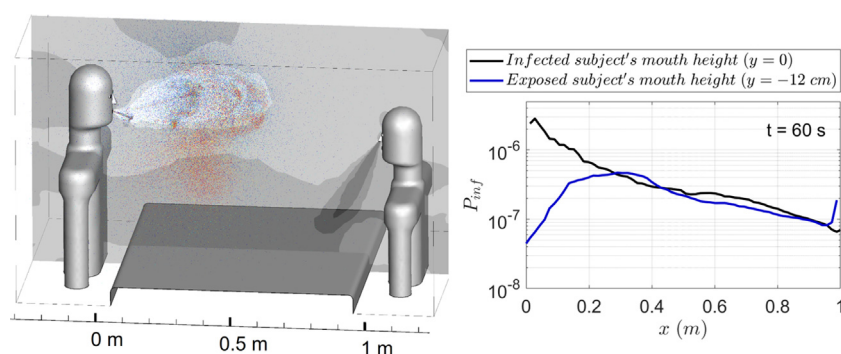 0 m
0.5 m
1 m
Infected subject's mouth height (y = 0)
Exposed subject's mouth height (y = −12 cm)
t = 60 s
P_inf
10^-6
10^-7
10^-8
0 0.2 0.4 0.6 0.8 1
x (m)